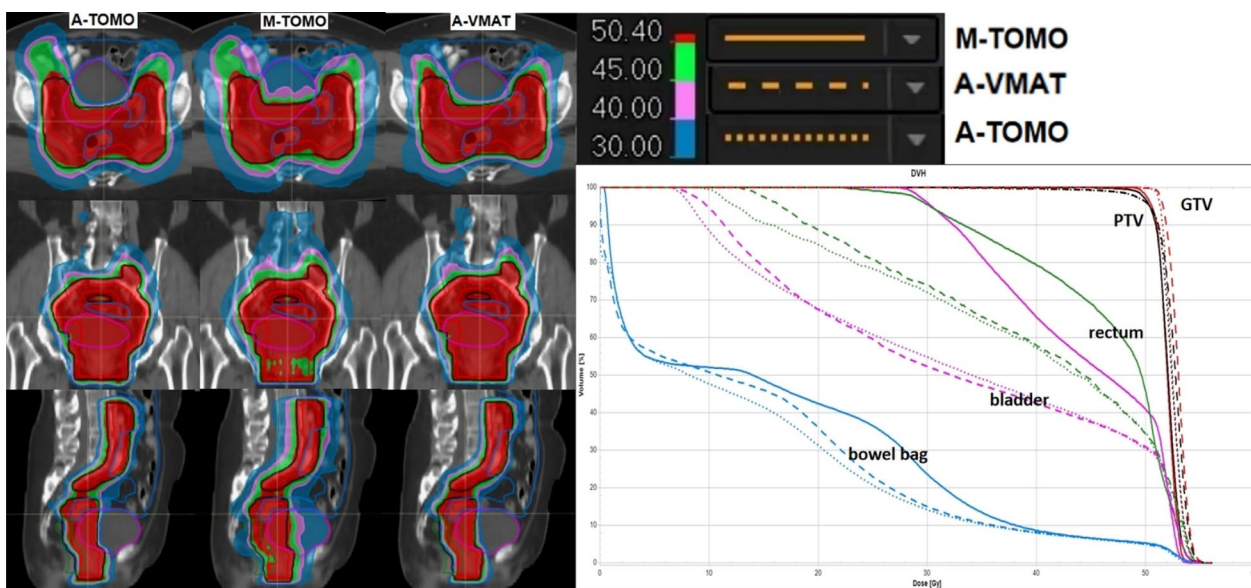 A-TOMO
M-TOMO
A-VMAT
50.40
45.00
40.00
30.00
M-TOMO
A-VMAT
A-TOMO
DVH
100
90
80
70
60
50
40
30
20
10
0
Volume [%]
PTV
GTV
rectum
bladder
bowel bag
0
10
20
30
40
50
Dose [Gy]